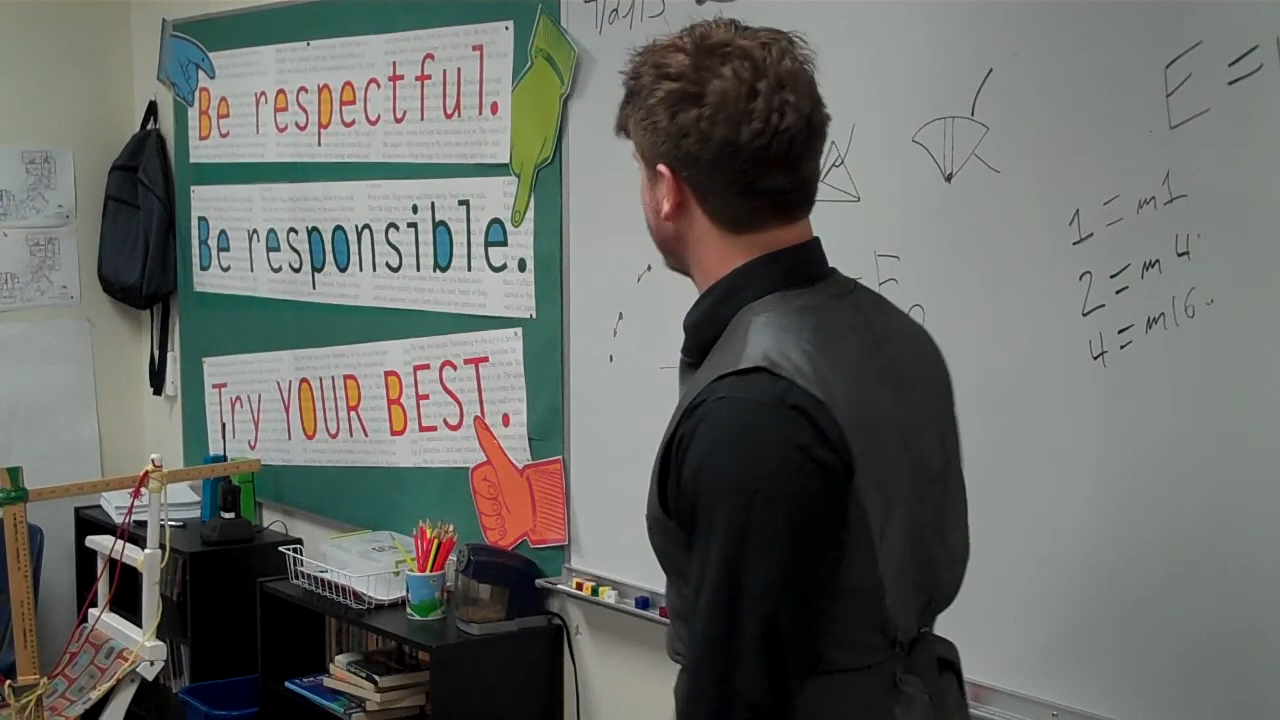 Be respectful.
Be responsible.
Try YOUR BEST.
E =
1 = m1
2 = m4
4 = m16
E